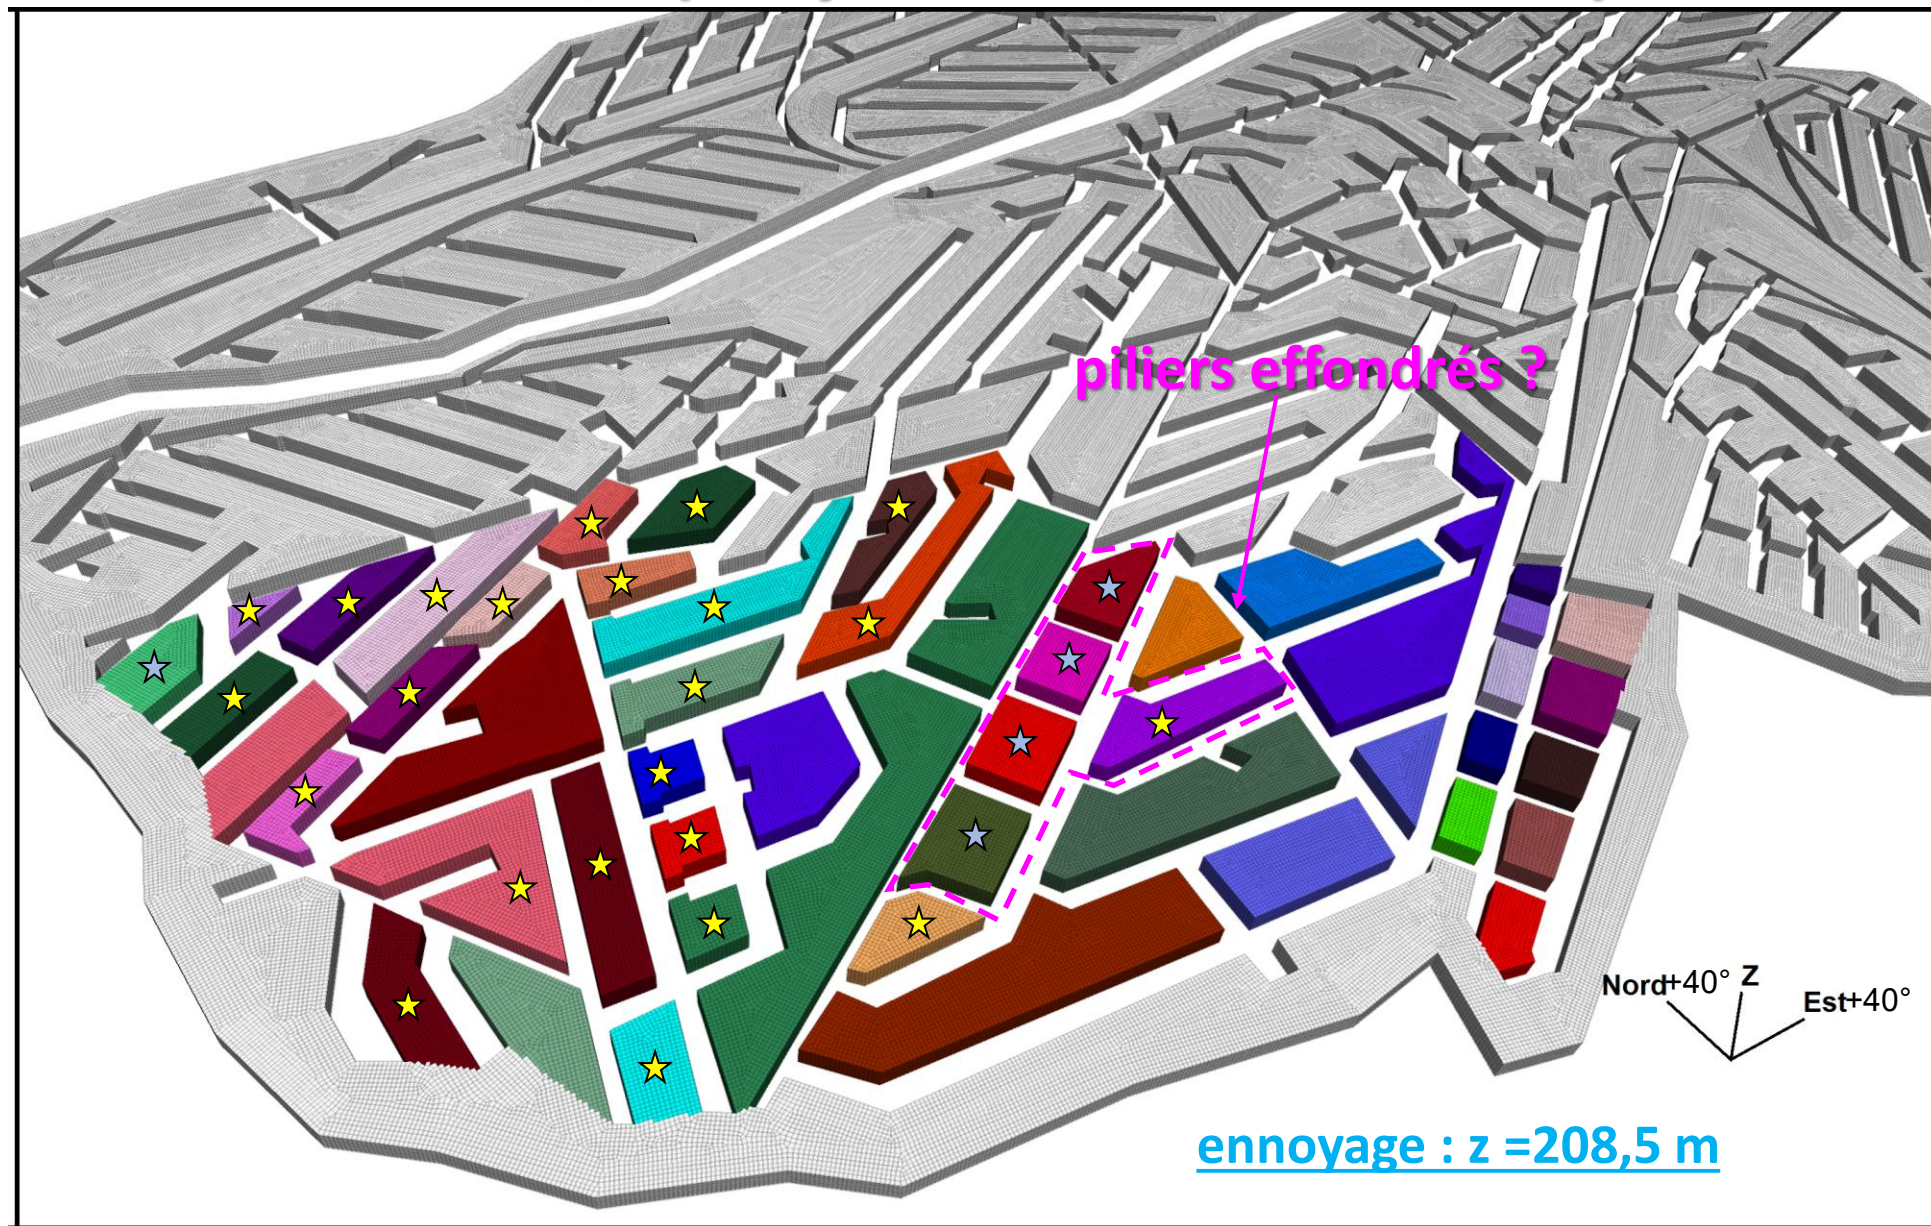 piliers effondrés ?
Nord+40° Z Est+40°
ennoyage : z =208,5 m